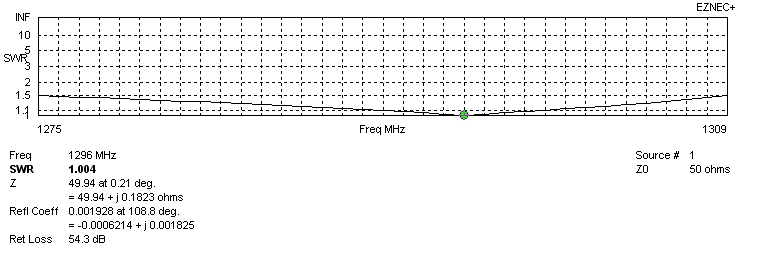 EZNEC+
INF
10
5
SWR
3
2
1.5
1.1
1275 Freq MHz 1309
Freq 1296 MHz Source # 1
SWR 1.004 Z0 50 ohms
Z 49.94 at 0.21 deg.
= 49.94 + j 0.1823 ohms
Refl Coeff 0.001928 at 108.8 deg.
= -0.0006214 + j 0.001825
Ret Loss 54.3 dB